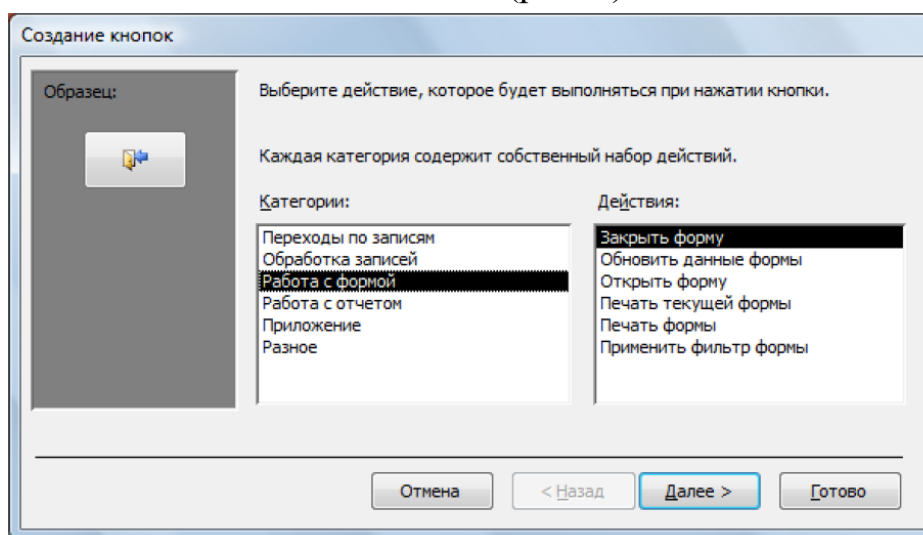 Создание кнопок
Образец:
Выберите действие, которое будет выполняться при нажатии кнопки.
Каждая категория содержит собственный набор действий.
Категории:
Действия:
Переходы по записям
Обработка записей
Работа с формой
Работа с отчетом
Приложение
Разное
Закрыть форму
Обновить данные формы
Открыть форму
Печать текущей формы
Печать формы
Применить фильтр формы
Отмена
< Назад
Далее >
Готово